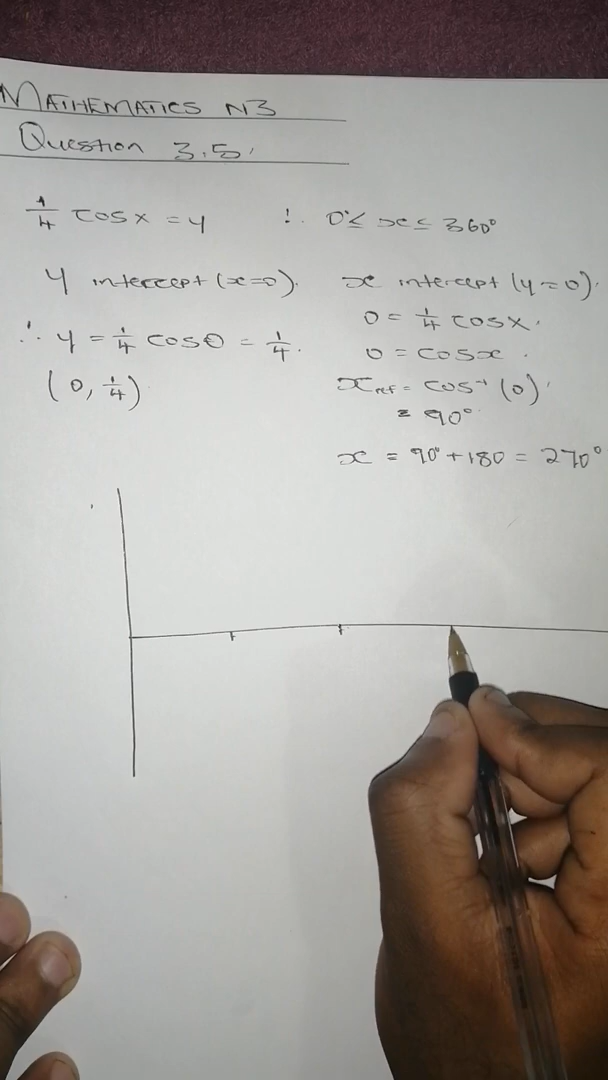 MATHEMATICS N3
Question 3.5.
1/4 cos x = y ∴ 0° ≤ x ≤ 360°
y intercept (x=0).
∴ y = 1/4 cos 0 = 1/4.
(0, 1/4)
x intercept (y=0).
0 = 1/4 cos x.
0 = cos x.
x ref = cos⁻¹ (0)
= 90°
x = 90° + 180 = 270°